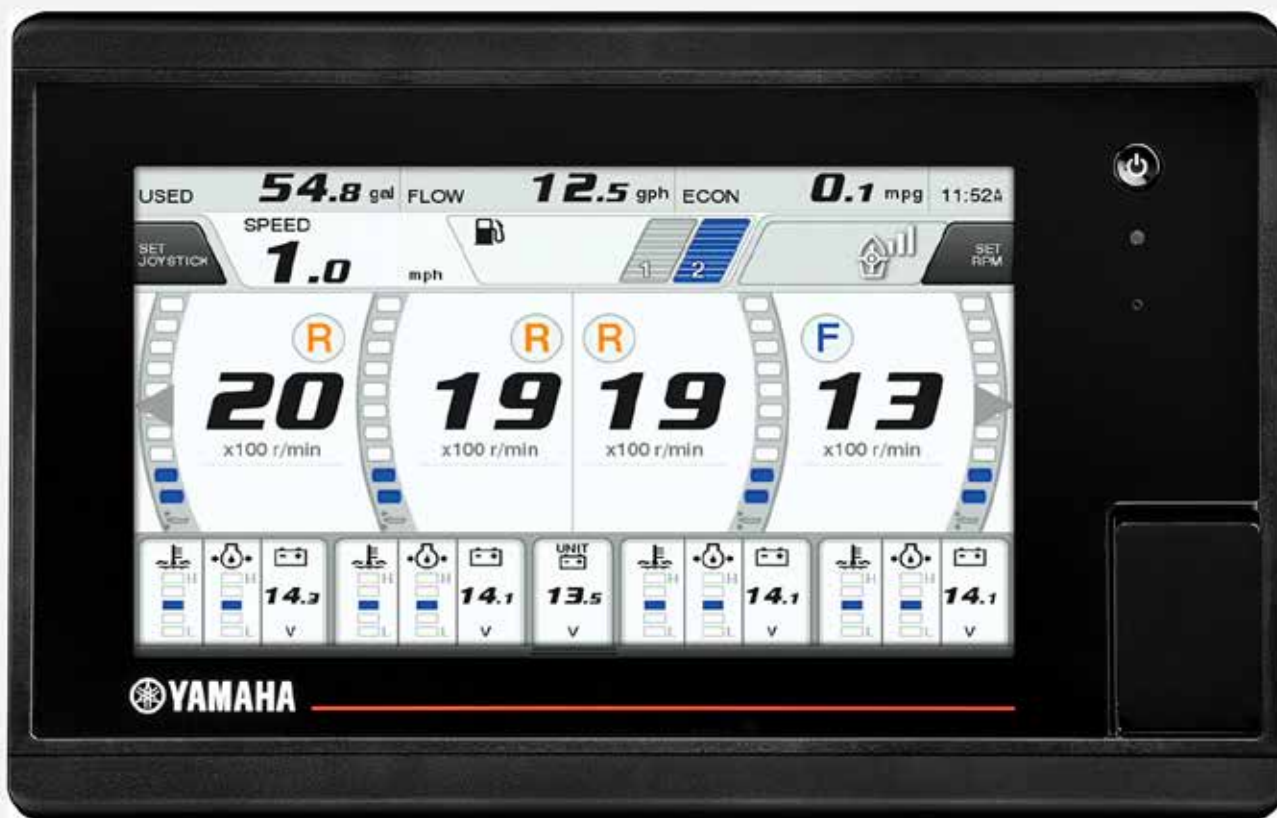 USED 54.8 gal FLOW 12.5 gph ECON 0.1 mpg 11:52A
SET JOYSTICK
SPEED
1.0 mph
1 2
SET RPM
R R R F
20 19 19 13
x100 r/min x100 r/min x100 r/min x100 r/min
UNIT
H H H H H H H H
14.3 14.1 13.5 14.1 14.1
L L L L L L L L
V V V V V
YAMAHA